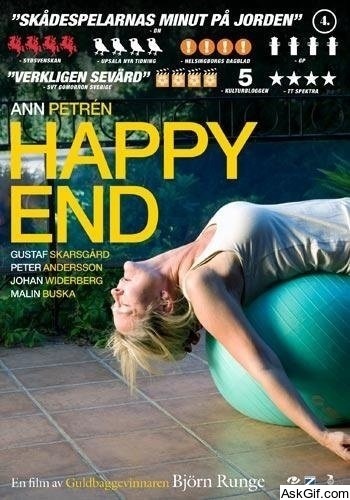 "SKÅDESPELARNAS MINUT PÅ JORDEN"
- DN
- SYDSVENSKAN
- UPSALA NYA TIDNING
- HELSINGBORGS DAGBLAD
- GP
"VERKLIGEN SEVÄRD"
- SVT GOMORRON SVERIGE
5
- KULTURBLOGGEN
- TT SPEKTRA
ANN PETRÉN
HAPPY
END
GUSTAF SKARSGÅRD
PETER ANDERSSON
JOHAN WIDERBERG
MALIN BUSKA
En film av Guldbaggevinnaren Björn Runge
AskGif.com